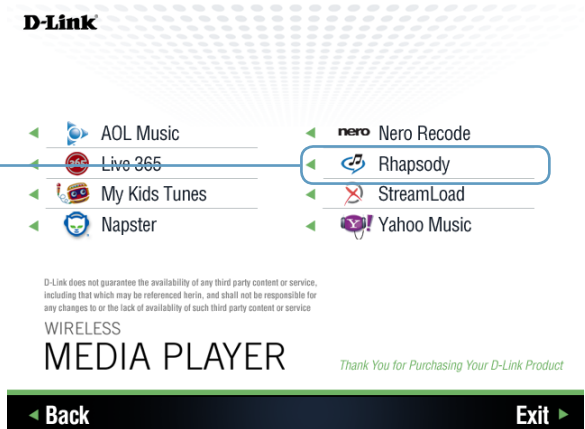 D-Link
AOL Music
Live 365
My Kids Tunes
Napster
nero Nero Recode
Rhapsody
StreamLoad
Yahoo Music
D-Link does not guarantee the availability of any third party content or service,
including that which may be referenced herin, and shall not be responsible for
any changes to or the lack of availablity of such third party content or service
WIRELESS
MEDIA PLAYER
Thank You for Purchasing Your D-Link Product
Back
Exit